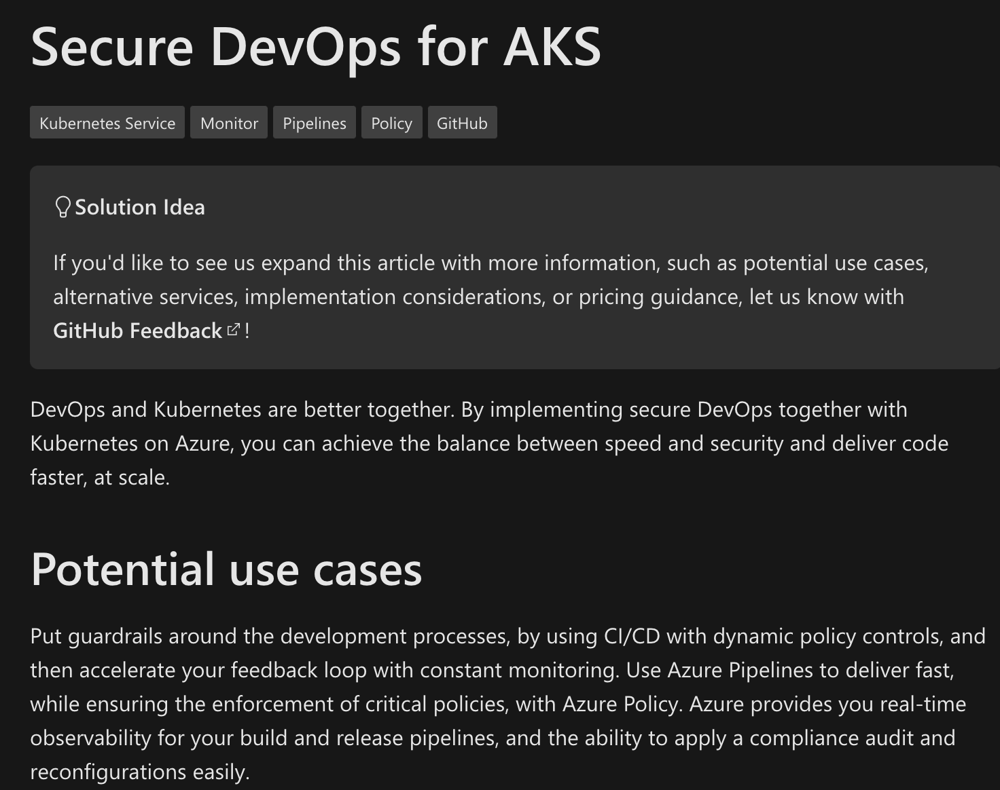 Secure DevOps for AKS
Kubernetes Service Monitor Pipelines Policy GitHub
Solution Idea
If you'd like to see us expand this article with more information, such as potential use cases,
alternative services, implementation considerations, or pricing guidance, let us know with
GitHub Feedback !
DevOps and Kubernetes are better together. By implementing secure DevOps together with
Kubernetes on Azure, you can achieve the balance between speed and security and deliver code
faster, at scale.
Potential use cases
Put guardrails around the development processes, by using CI/CD with dynamic policy controls, and
then accelerate your feedback loop with constant monitoring. Use Azure Pipelines to deliver fast,
while ensuring the enforcement of critical policies, with Azure Policy. Azure provides you real-time
observability for your build and release pipelines, and the ability to apply a compliance audit and
reconfigurations easily.